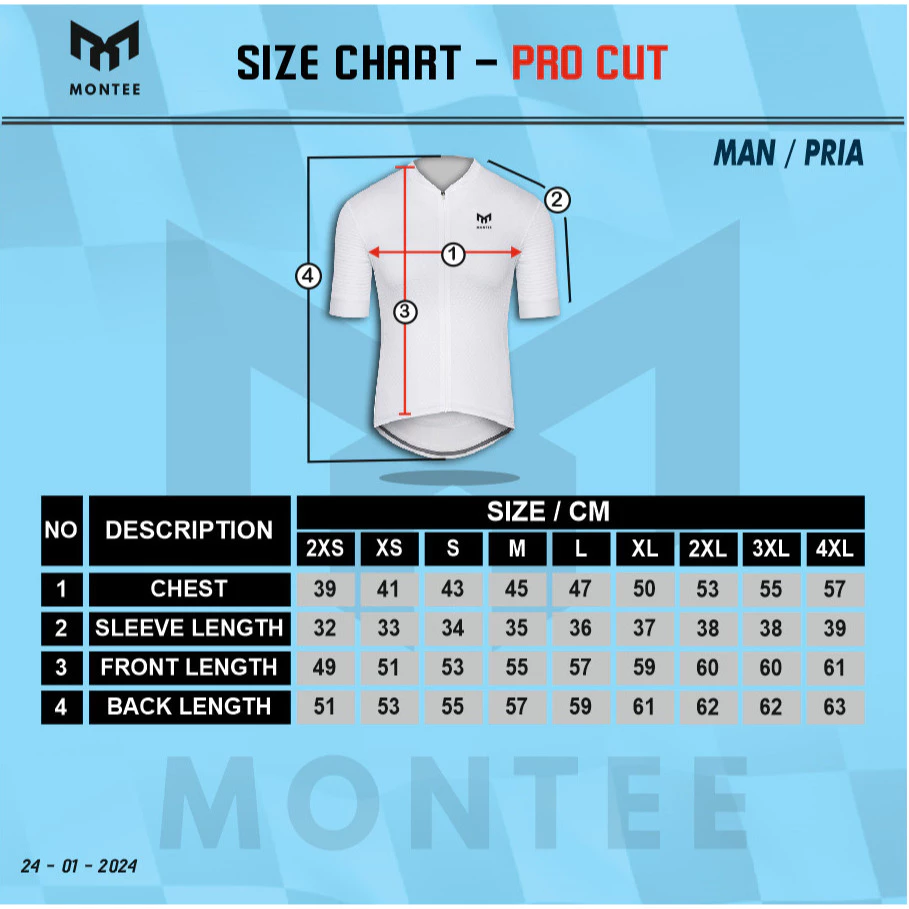 MONTEE
SIZE CHART - PRO CUT
MAN / PRIA
MONTEE
1
2
3
4
NO DESCRIPTION SIZE / CM
2XS XS S M L XL 2XL 3XL 4XL
1 CHEST 39 41 43 45 47 50 53 55 57
2 SLEEVE LENGTH 32 33 34 35 36 37 38 38 39
3 FRONT LENGTH 49 51 53 55 57 59 60 60 61
4 BACK LENGTH 51 53 55 57 59 61 62 62 63
MONTEE
24 - 01 - 2024